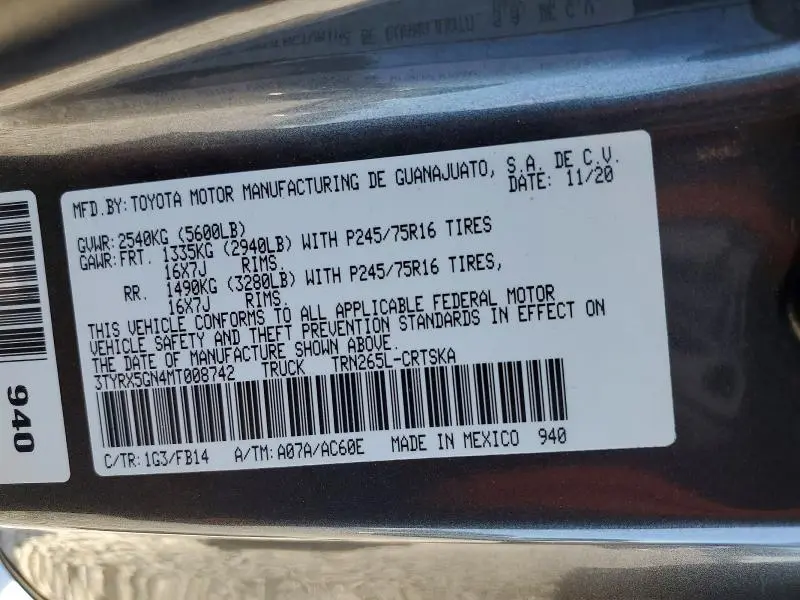 MFD.BY: TOYOTA MOTOR MANUFACTURING DE GUANAJUATO, S.A. DE C.V.
DATE: 11/20
GVWR: 2540KG (5600LB)
GAWR: FRT. 1335KG (2940LB) WITH P245/75R16 TIRES
16X7J RIMS.
RR. 1490KG (3280LB) WITH P245/75R16 TIRES,
16X7J RIMS.
THIS VEHICLE CONFORMS TO ALL APPLICABLE FEDERAL MOTOR
VEHICLE SAFETY AND THEFT PREVENTION STANDARDS IN EFFECT ON
THE DATE OF MANUFACTURE SHOWN ABOVE.
3TYRX5GN4MT008742 TRUCK TRN265L-CRTSKA
C/TR: 1G3/FB14 A/TM: A07A/AC60E MADE IN MEXICO 940
940